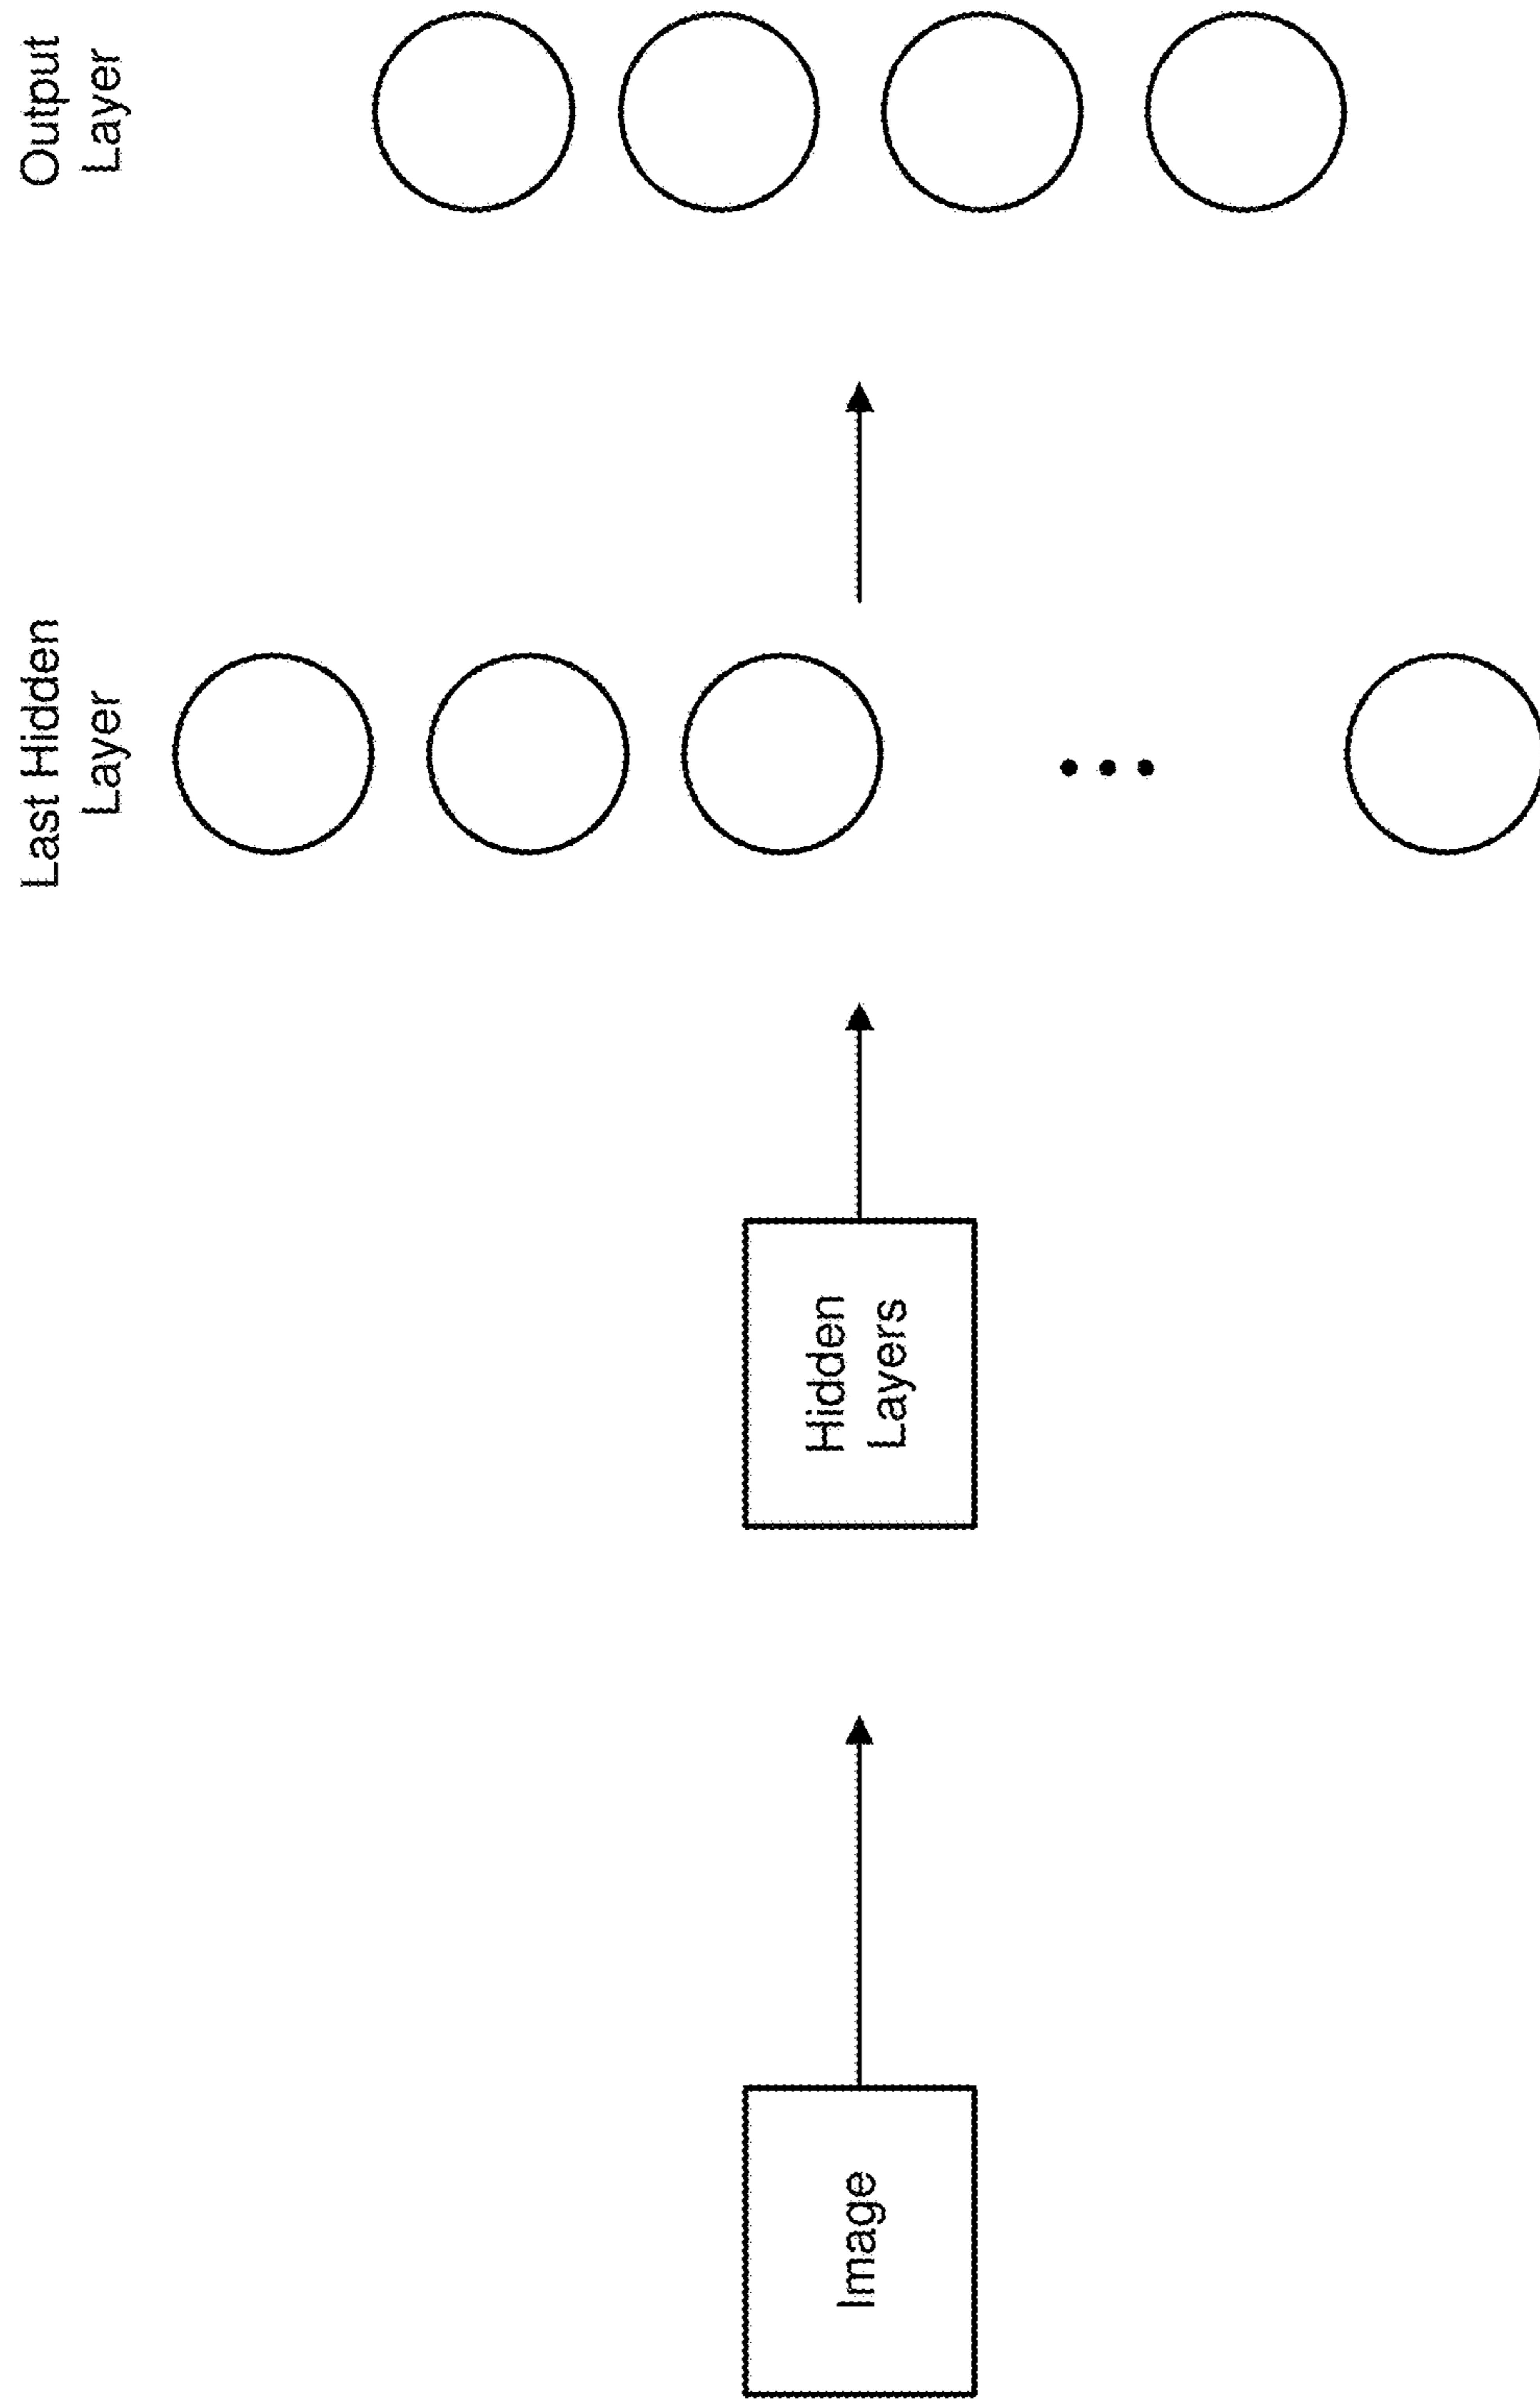 Image
Hidden
Layers
Last Hidden
Layer
Output
Layer